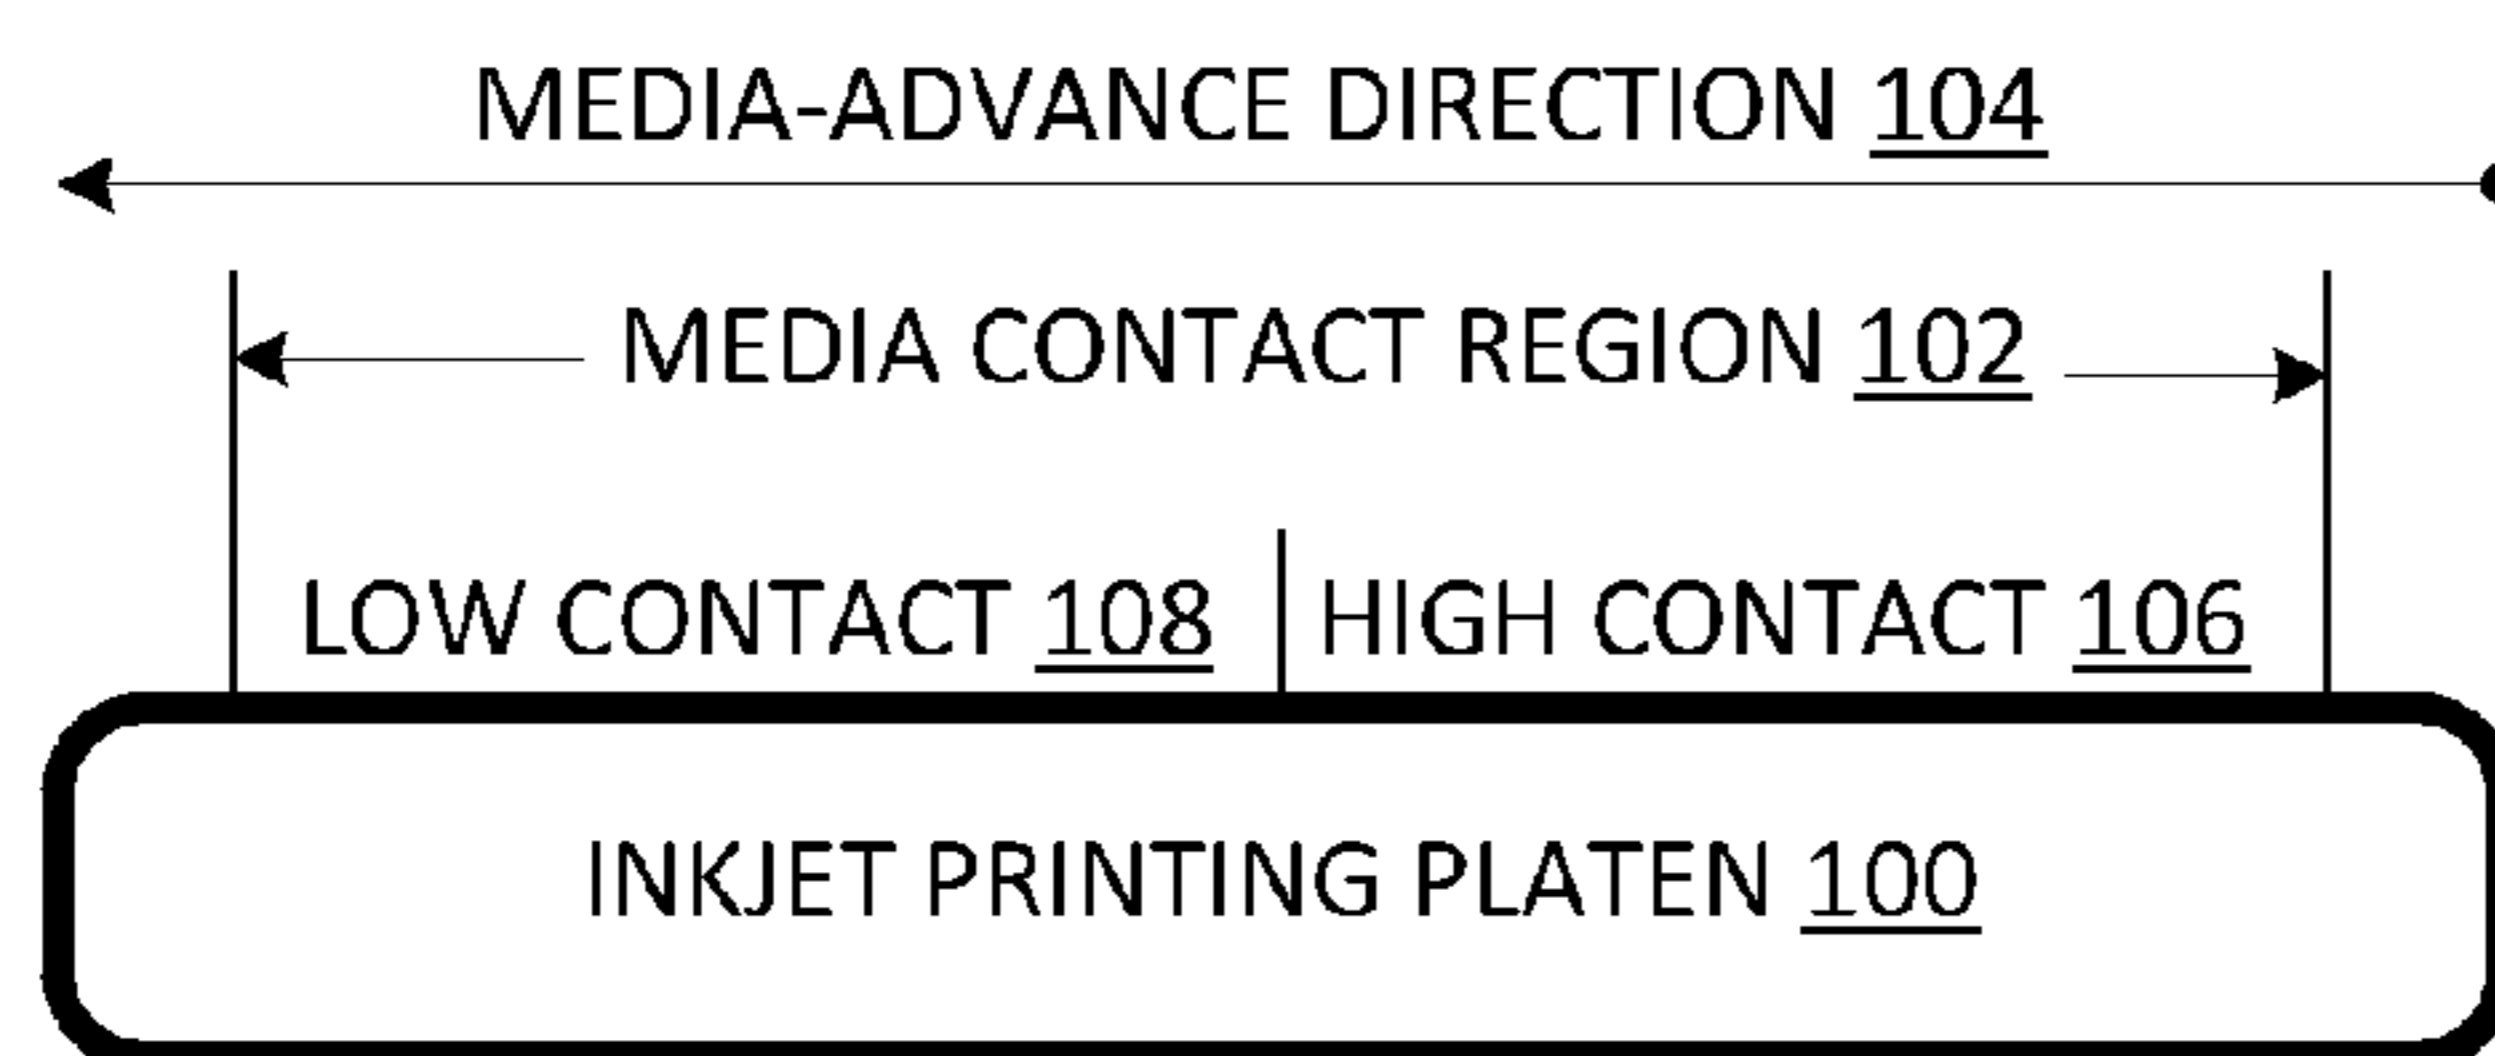 MEDIA-ADVANCE DIRECTION 104
MEDIA CONTACT REGION 102
LOW CONTACT 108 HIGH CONTACT 106
INKJET PRINTING PLATEN 100